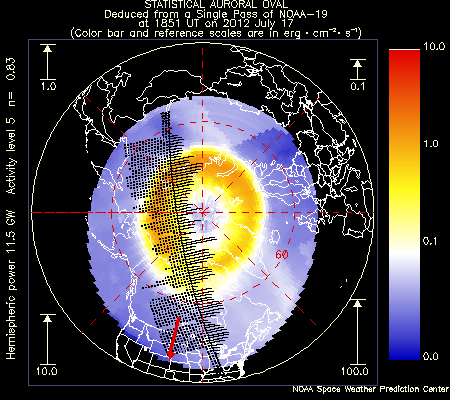 STATISTICAL AURORAL OVAL
Deduced from a Single Pass of NOAA-19
at 1851 UT on 2012 July 17
(Color bar and reference scales are in erg · cm⁻² · s⁻¹)
1.0
0.1
10.0
1.0
0.1
0.0
60
10.0
100.0
Hemispheric power 11.5 GW Activity level 5 n= 0.83
NOAA Space Weather Prediction Center